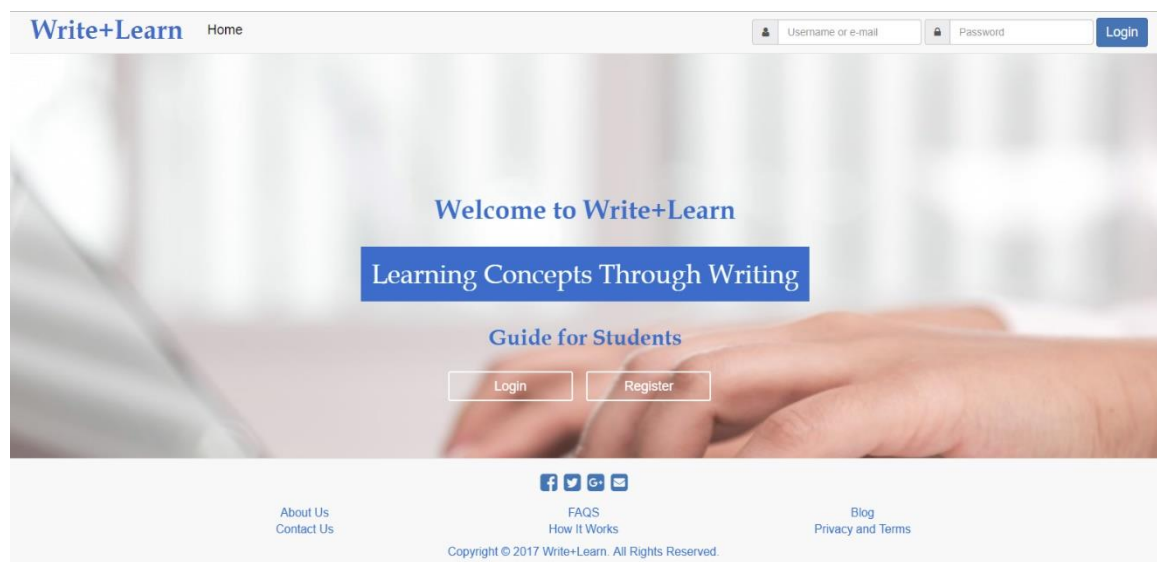 Write+Learn Home Username or e-mail Password Login
Welcome to Write+Learn
Learning Concepts Through Writing
Guide for Students
Login Register
About Us FAQS Blog
Contact Us How It Works Privacy and Terms
Copyright © 2017 Write+Learn. All Rights Reserved.